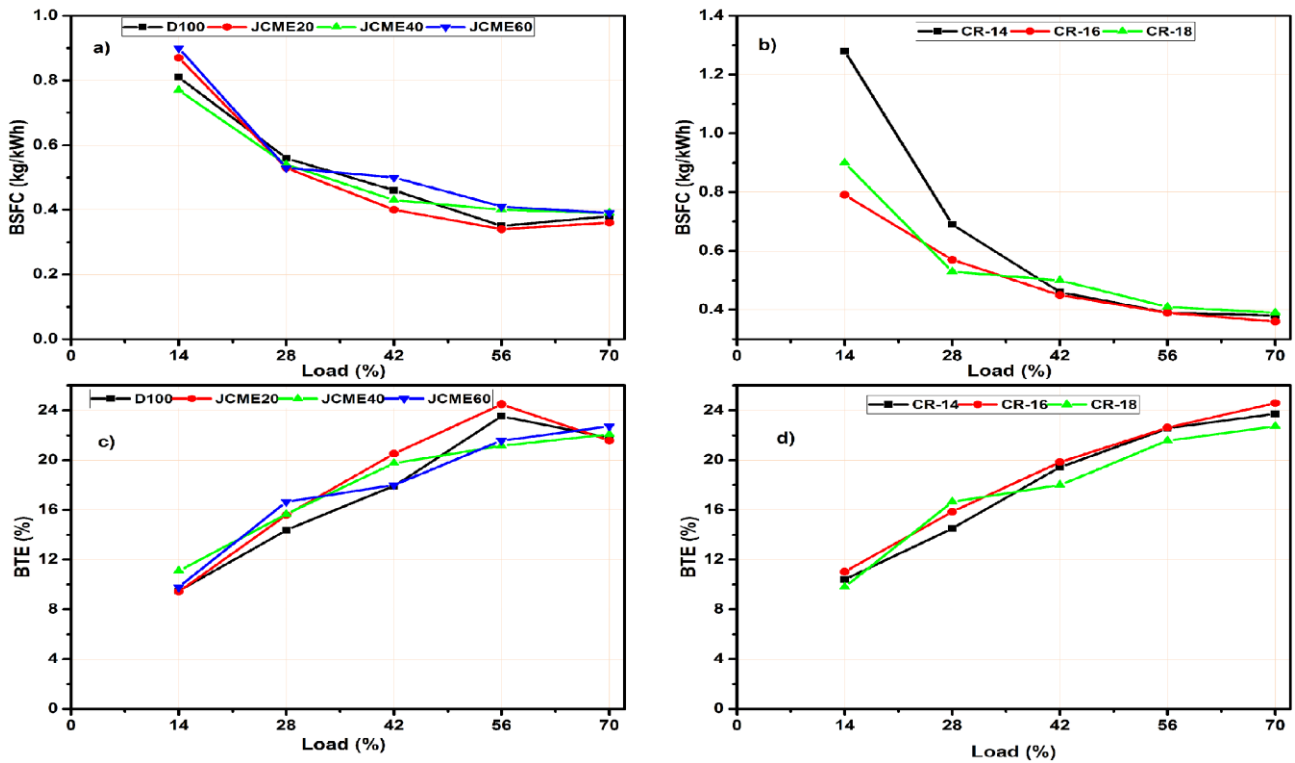 D100 JCME20 JCME40 JCME60
a)
BSFC (kg/kWh)
1.0
0.8
0.6
0.4
0.2
0.0
0 14 28 42 56 70
Load (%)
CR-14 CR-16 CR-18
b)
BSFC (kg/kWh)
1.4
1.2
1.0
0.8
0.6
0.4
0 14 28 42 56 70
Load (%)
D100 JCME20 JCME40 JCME60
c)
BTE (%)
24
20
16
12
8
4
0
0 14 28 42 56 70
Load (%)
CR-14 CR-16 CR-18
d)
BTE (%)
24
20
16
12
8
4
0
0 14 28 42 56 70
Load (%)